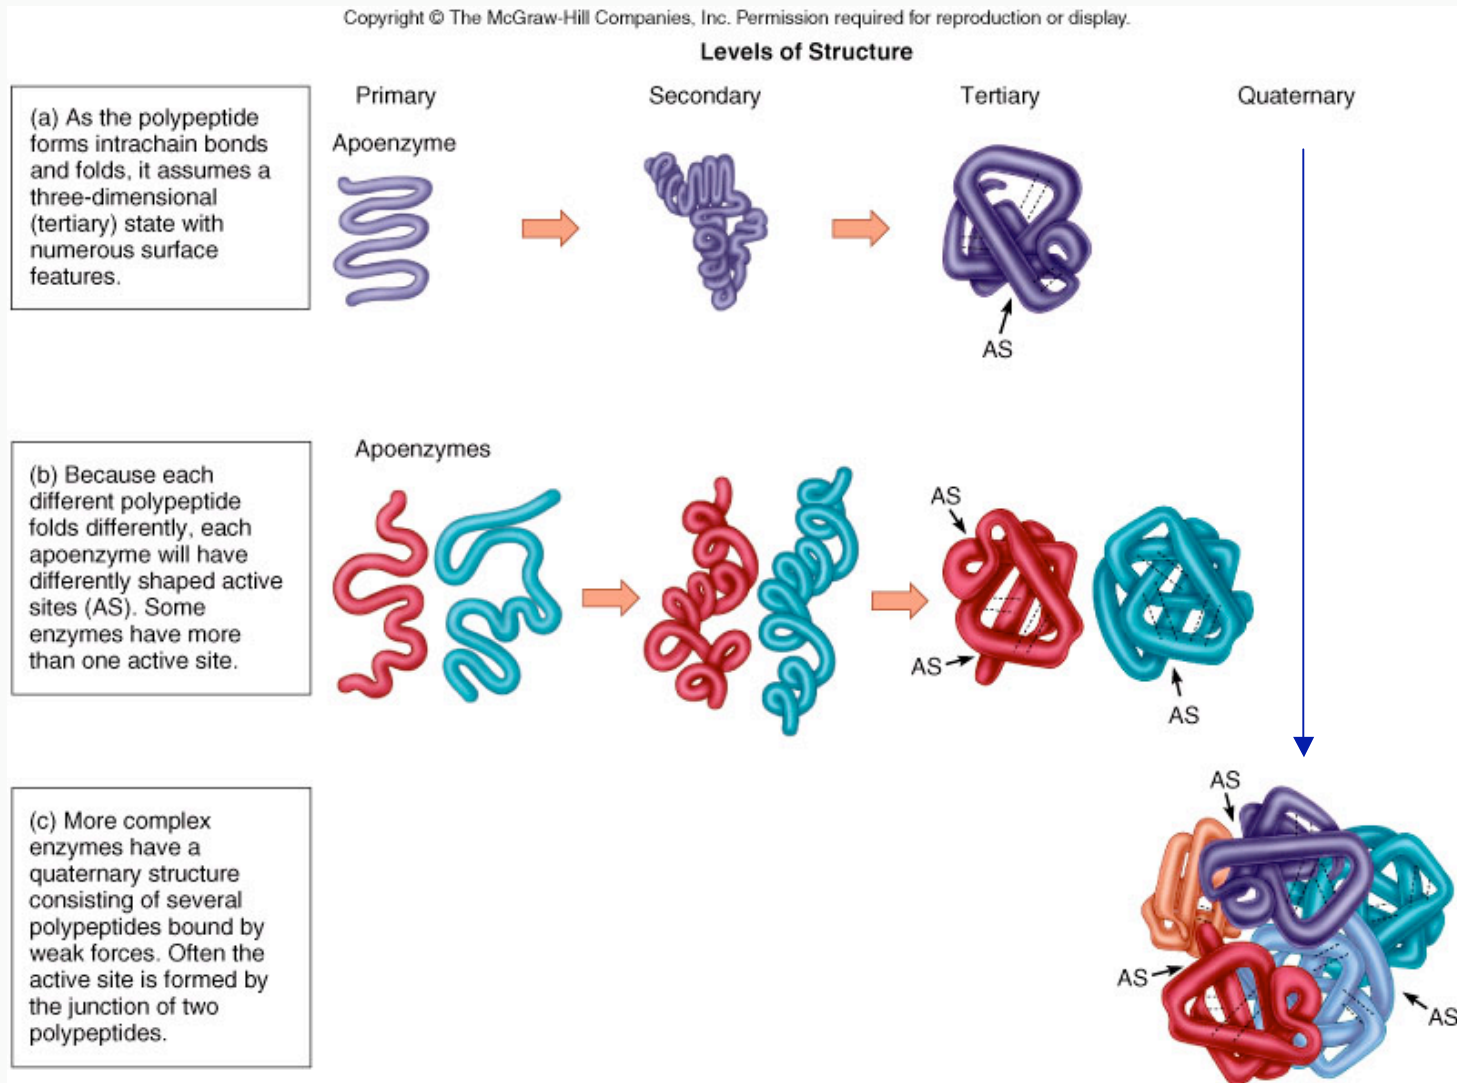 Copyright © The McGraw-Hill Companies, Inc. Permission required for reproduction or display.
Levels of Structure
Primary
Secondary
Tertiary
Quaternary
(a) As the polypeptide
forms intrachain bonds
and folds, it assumes a
three-dimensional
(tertiary) state with
numerous surface
features.
Apoenzyme
AS
(b) Because each
different polypeptide
folds differently, each
apoenzyme will have
differently shaped active
sites (AS). Some
enzymes have more
than one active site.
Apoenzymes
AS
AS
AS
(c) More complex
enzymes have a
quaternary structure
consisting of several
polypeptides bound by
weak forces. Often the
active site is formed by
the junction of two
polypeptides.
AS
AS
AS